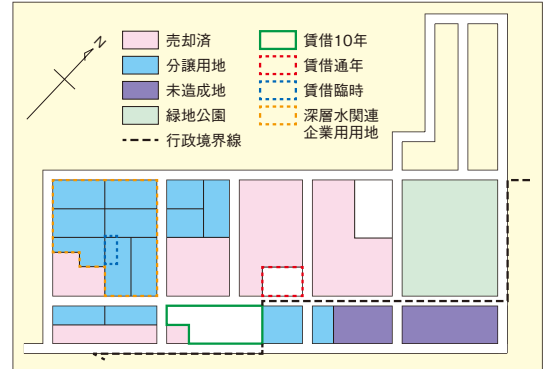 N
売却済
分譲用地
未造成地
緑地公園
行政境界線
賃借10年
賃借通年
賃借臨時
深層水関連
企業用用地